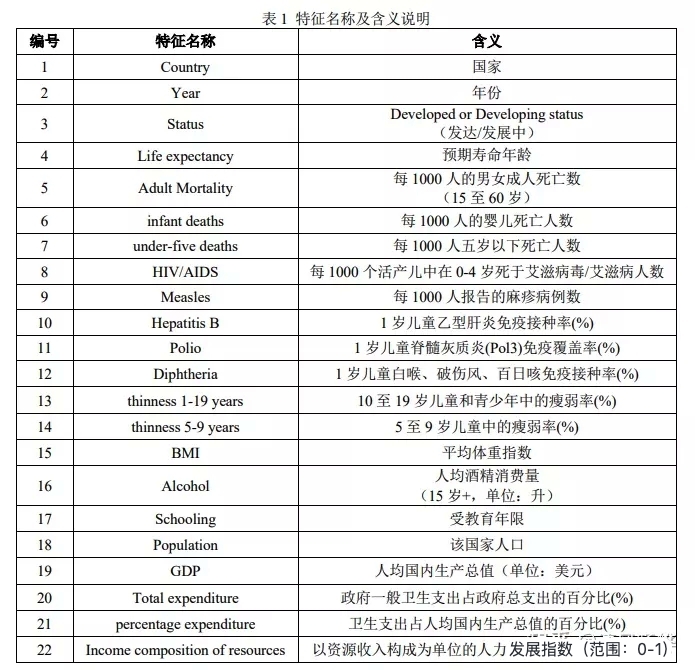 表 1 特征名称及含义说明
编号 特征名称 含义
1 Country 国家
2 Year 年份
3 Status Developed or Developing status
（发达/发展中）
4 Life expectancy 预期寿命年龄
5 Adult Mortality 每 1000 人的男女成人死亡数
（15 至 60 岁）
6 infant deaths 每 1000 人的婴儿死亡人数
7 under-five deaths 每 1000 人五岁以下死亡人数
8 HIV/AIDS 每 1000 个活产儿中在 0-4 岁死于艾滋病毒/艾滋病人数
9 Measles 每 1000 人报告的麻疹病例数
10 Hepatitis B 1 岁儿童乙型肝炎免疫接种率(%)
11 Polio 1 岁儿童脊髓灰质炎(Pol3)免疫覆盖率(%)
12 Diphtheria 1 岁儿童白喉、破伤风、百日咳免疫接种率(%)
13 thinness 1-19 years 10 至 19 岁儿童和青少年中的瘦弱率(%)
14 thinness 5-9 years 5 至 9 岁儿童中的瘦弱率(%)
15 BMI 平均体重指数
16 Alcohol 人均酒精消费量
（15 岁+，单位：升）
17 Schooling 受教育年限
18 Population 该国家人口
19 GDP 人均国内生产总值（单位：美元）
20 Total expenditure 政府一般卫生支出占政府总支出的百分比(%)
21 percentage expenditure 卫生支出占人均国内生产总值的百分比(%)
22 Income composition of resources 以资源收入构成为单位的人力发展指数（范围：0-1）